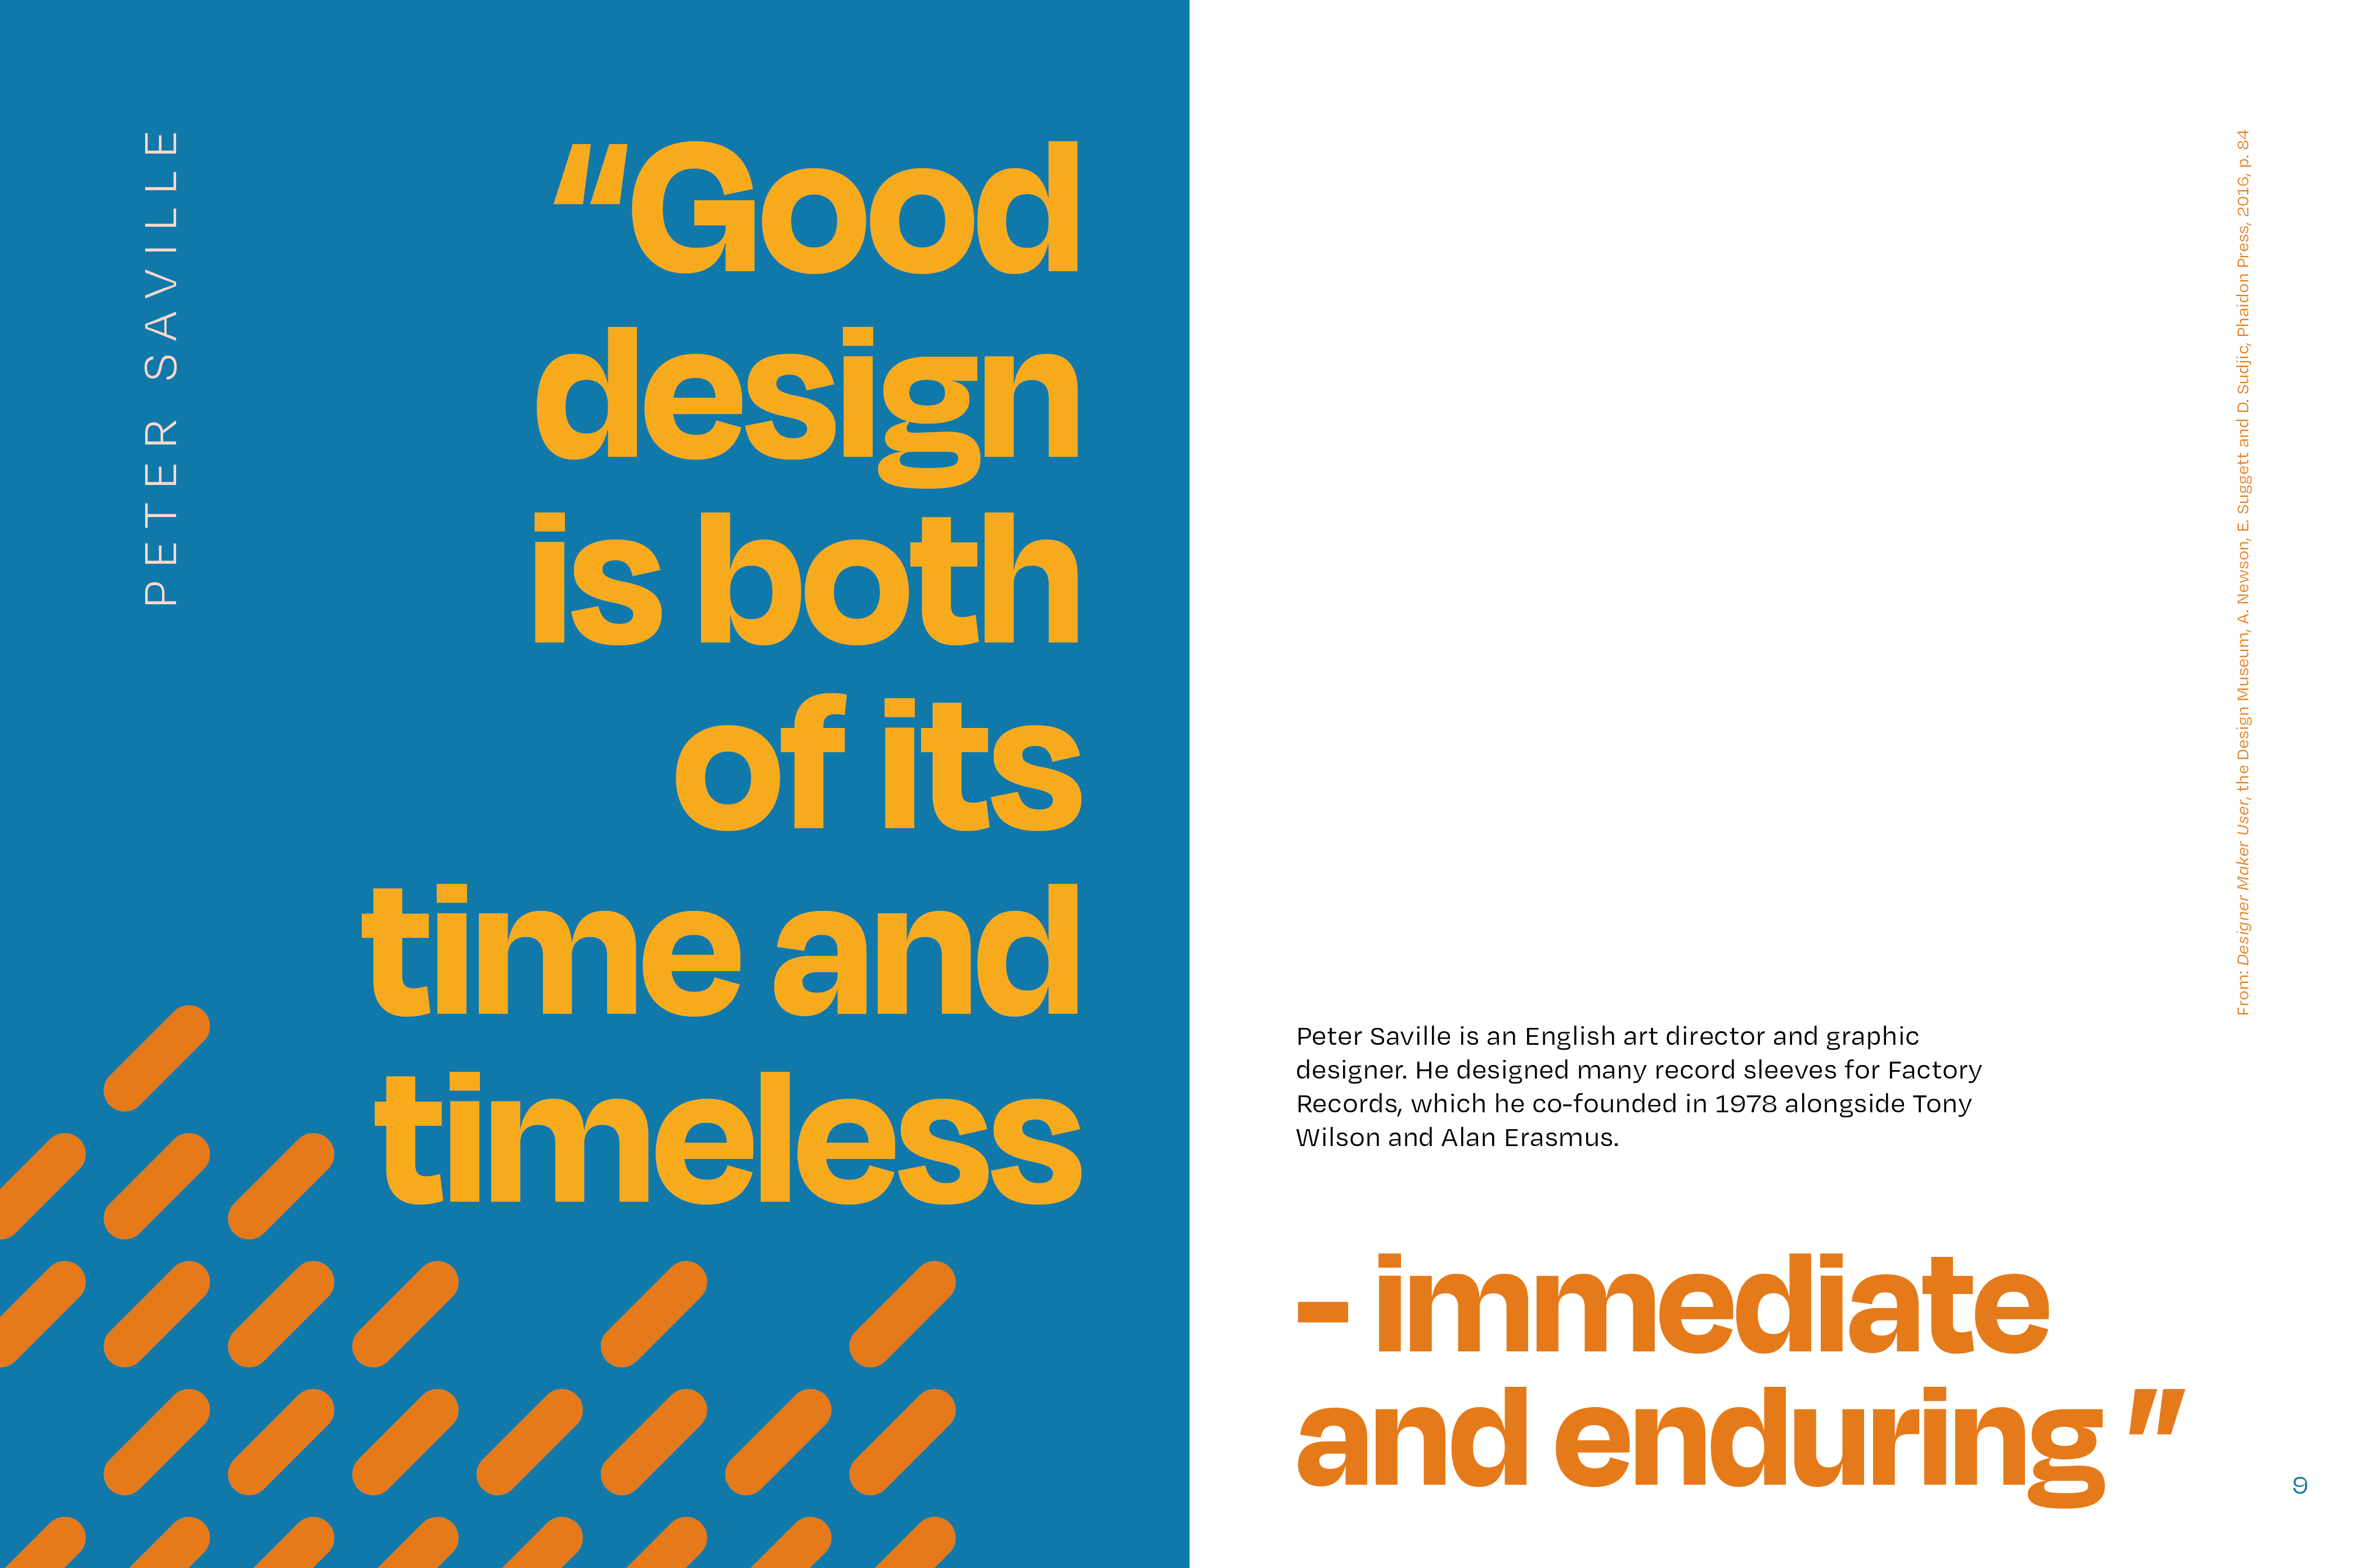 PETER SAVILLE
“Good
design
is both
of its
time and
timeless
From: Designer Maker User, the Design Museum, A. Newson, E. Suggett and D. Sudjic, Phaidon Press, 2016, p. 84
Peter Saville is an English art director and graphic
designer. He designed many record sleeves for Factory
Records, which he co-founded in 1978 alongside Tony
Wilson and Alan Erasmus.
– immediate
and enduring”
9